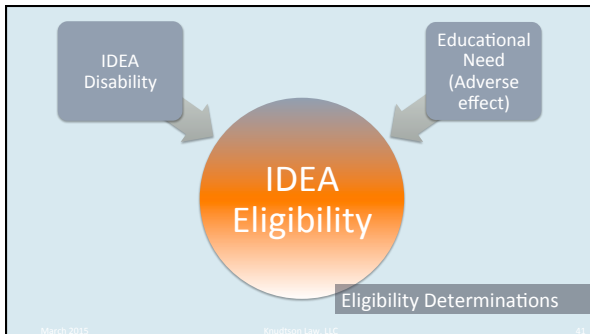 IDEA
Disability
Educational
Need
(Adverse
effect)
IDEA
Eligibility
Eligibility Determinations
March 2015
Knudtson Law, LLC
41